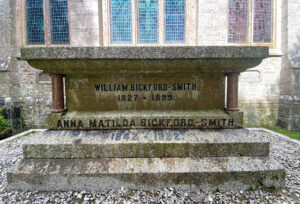 WILLIAM BICKFORD-SMITH.
1827 - 1899.
ANNA MATILDA BICKFORD-SMITH.